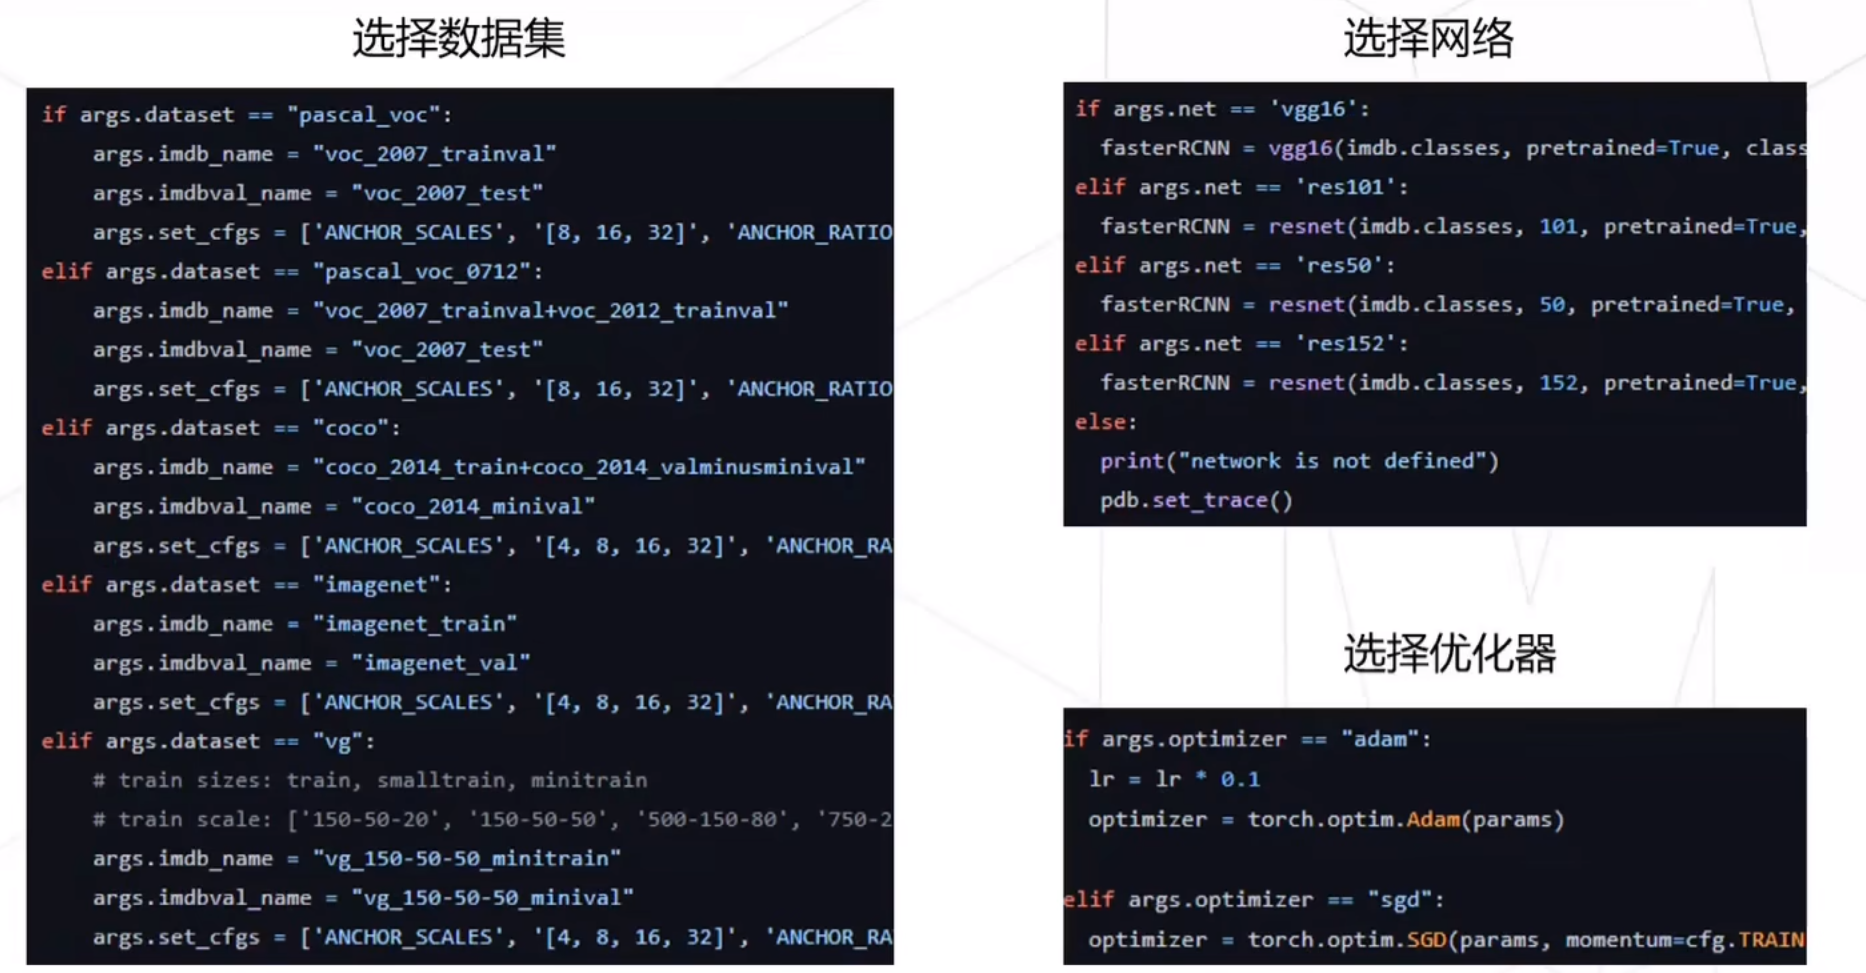 选择数据集
if args.dataset == "pascal_voc":
    args.imdb_name = "voc_2007_trainval"
    args.imdbval_name = "voc_2007_test"
    args.set_cfgs = ['ANCHOR_SCALES', '[8, 16, 32]', 'ANCHOR_RATIO
elif args.dataset == "pascal_voc_0712":
    args.imdb_name = "voc_2007_trainval+voc_2012_trainval"
    args.imdbval_name = "voc_2007_test"
    args.set_cfgs = ['ANCHOR_SCALES', '[8, 16, 32]', 'ANCHOR_RATIO
elif args.dataset == "coco":
    args.imdb_name = "coco_2014_train+coco_2014_valminusminival"
    args.imdbval_name = "coco_2014_minival"
    args.set_cfgs = ['ANCHOR_SCALES', '[4, 8, 16, 32]', 'ANCHOR_RA
elif args.dataset == "imagenet":
    args.imdb_name = "imagenet_train"
    args.imdbval_name = "imagenet_val"
    args.set_cfgs = ['ANCHOR_SCALES', '[4, 8, 16, 32]', 'ANCHOR_RA
elif args.dataset == "vg":
    # train sizes: train, smalltrain, minitrain
    # train scale: ['150-50-20', '150-50-50', '500-150-80', '750-2
    args.imdb_name = "vg_150-50-50_minitrain"
    args.imdbval_name = "vg_150-50-50_minival"
    args.set_cfgs = ['ANCHOR_SCALES', '[4, 8, 16, 32]', 'ANCHOR_RA
选择网络
if args.net == 'vgg16':
  fasterRCNN = vgg16(imdb.classes, pretrained=True, class
elif args.net == 'res101':
  fasterRCNN = resnet(imdb.classes, 101, pretrained=True,
elif args.net == 'res50':
  fasterRCNN = resnet(imdb.classes, 50, pretrained=True,
elif args.net == 'res152':
  fasterRCNN = resnet(imdb.classes, 152, pretrained=True,
else:
  print("network is not defined")
  pdb.set_trace()
选择优化器
if args.optimizer == "adam":
  lr = lr * 0.1
  optimizer = torch.optim.Adam(params)
elif args.optimizer == "sgd":
  optimizer = torch.optim.SGD(params, momentum=cfg.TRAIN